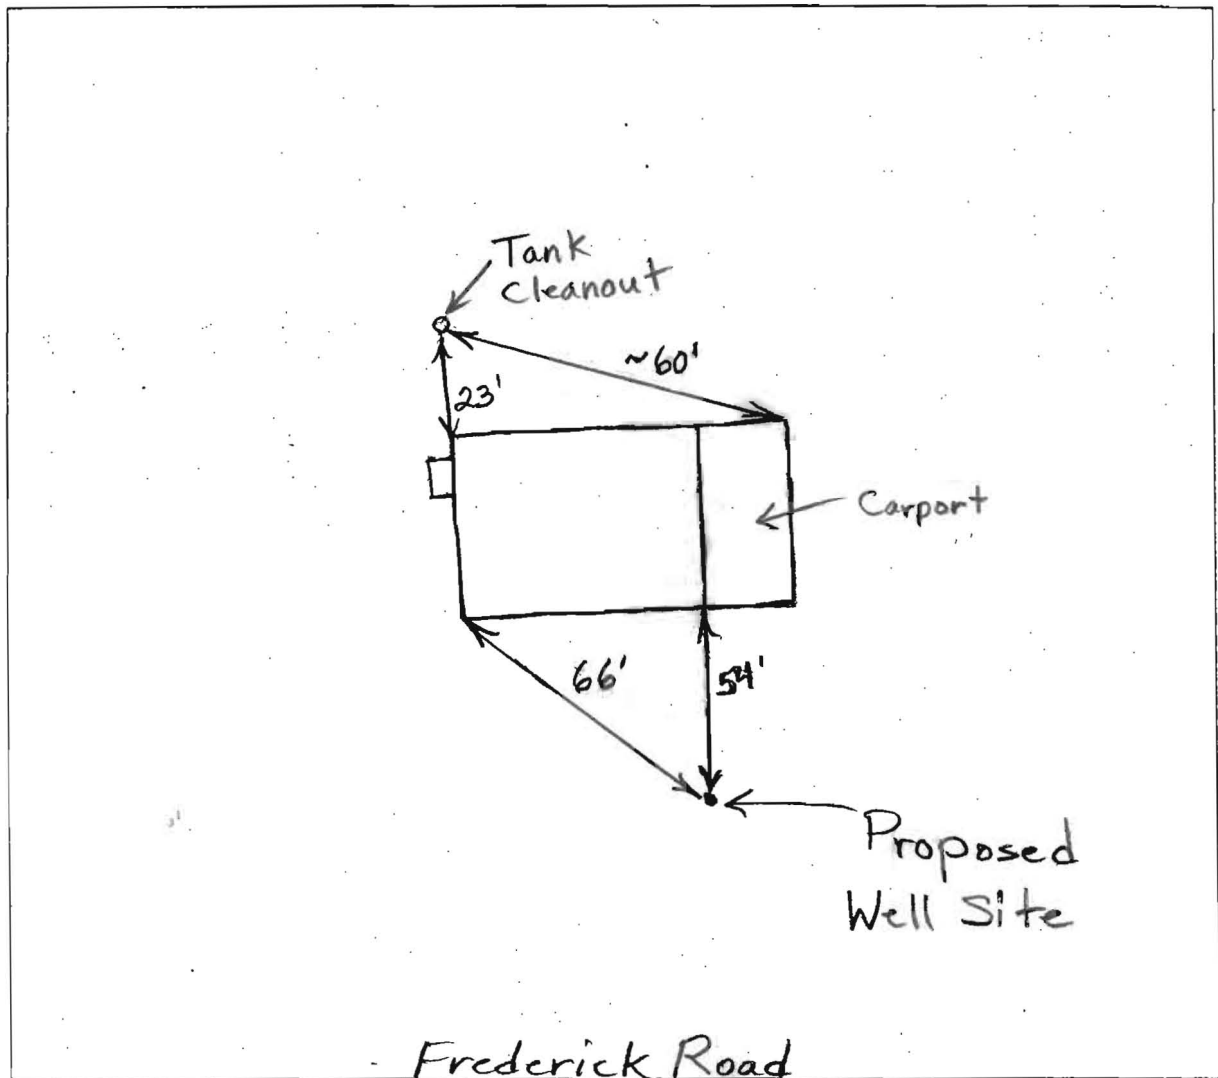 Tank
Cleanout
~60'
23'
Carport
66'
54'
Proposed
Well Site
Frederick Road